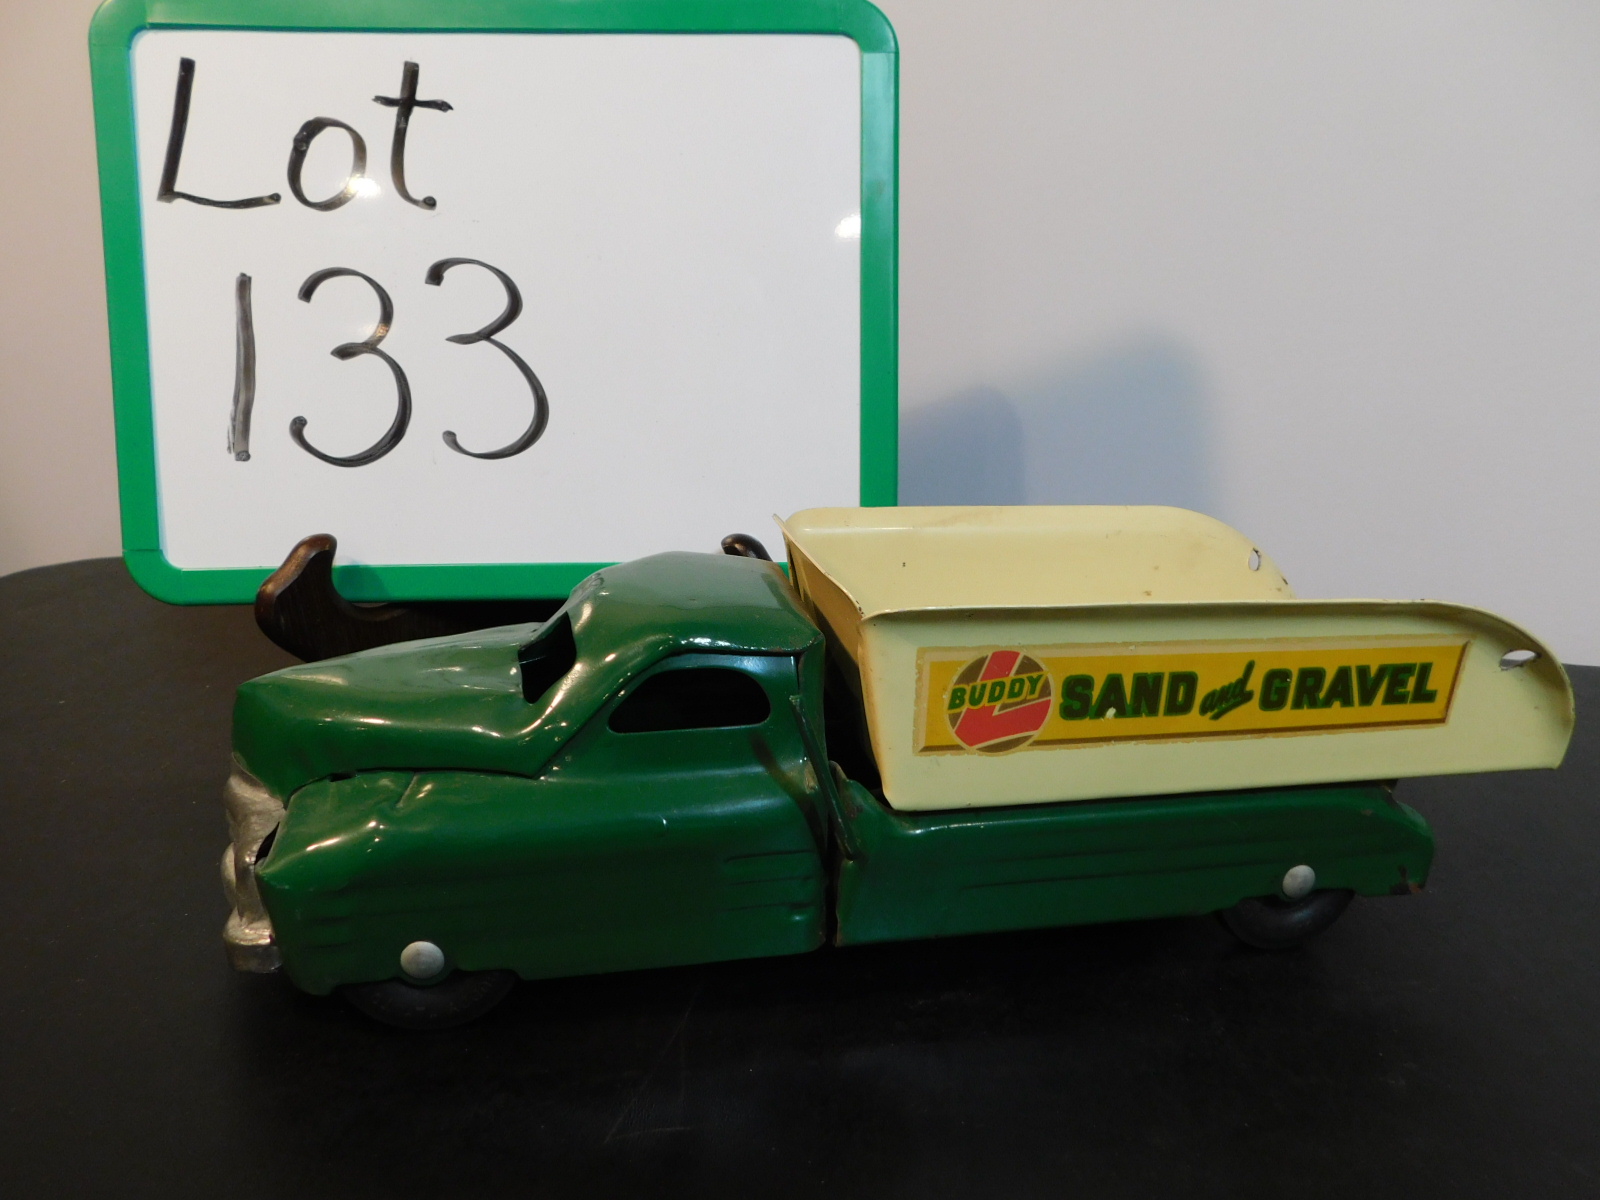 Lot
133
BUDDY L SAND and GRAVEL